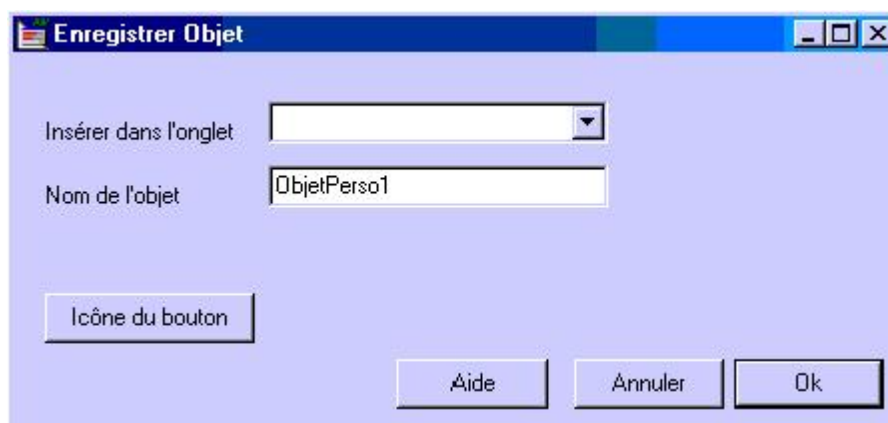 Enregistrer Objet
Insérer dans l'onglet
Nom de l'objet ObjetPerso1
Icône du bouton
Aide Annuler Ok